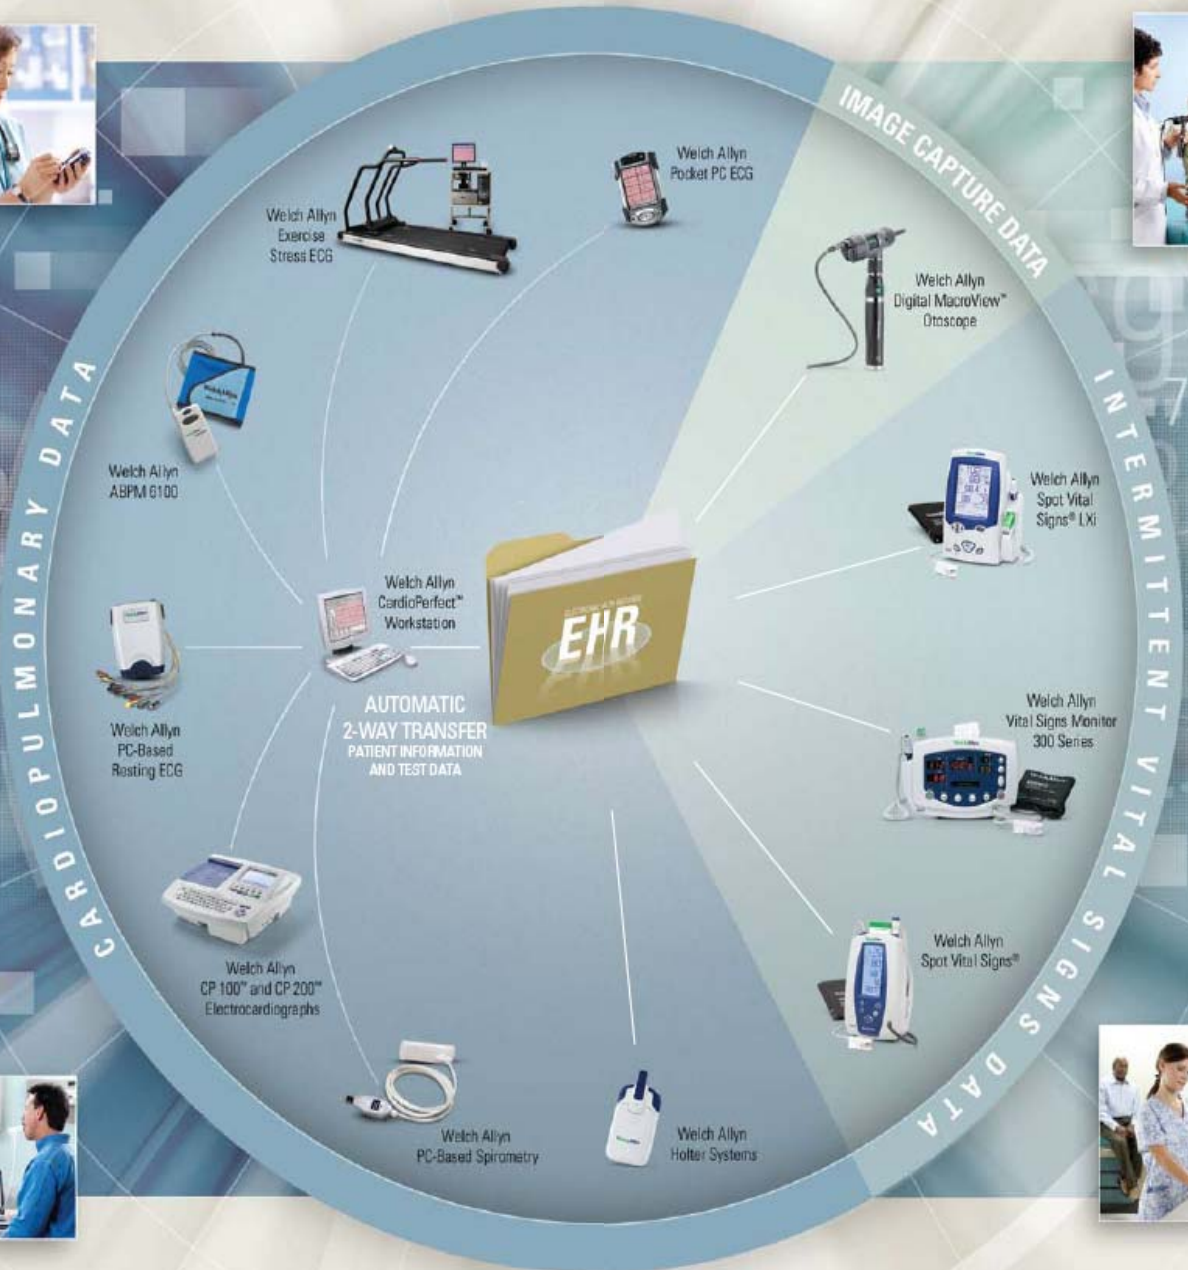 IMAGE CAPTURE DATA
Welch Allyn
Pocket PC ECG
Welch Allyn
Exercise
Stress ECG
Welch Allyn
Digital MacroView™
Otoscope
CARDIOPULMONARY DATA
INTERMITTENT VITAL SIGNS DATA
Welch Allyn
ABPM 6100
Welch Allyn
Spot Vital
Signs® LXi
Welch Allyn
CardioPerfect™
Workstation
EHR
AUTOMATIC
2-WAY TRANSFER
PATIENT INFORMATION
AND TEST DATA
Welch Allyn
PC-Based
Resting ECG
Welch Allyn
Vital Signs Monitor
300 Series
Welch Allyn
Spot Vital Signs®
Welch Allyn
CP 100™ and CP 200™
Electrocardiographs
Welch Allyn
PC-Based Spirometry
Welch Allyn
Holter Systems